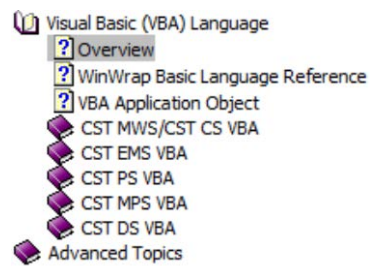 Visual Basic (VBA) Language
Overview
WinWrap Basic Language Reference
VBA Application Object
CST MWS/CST CS VBA
CST EMS VBA
CST PS VBA
CST MPS VBA
CST DS VBA
Advanced Topics